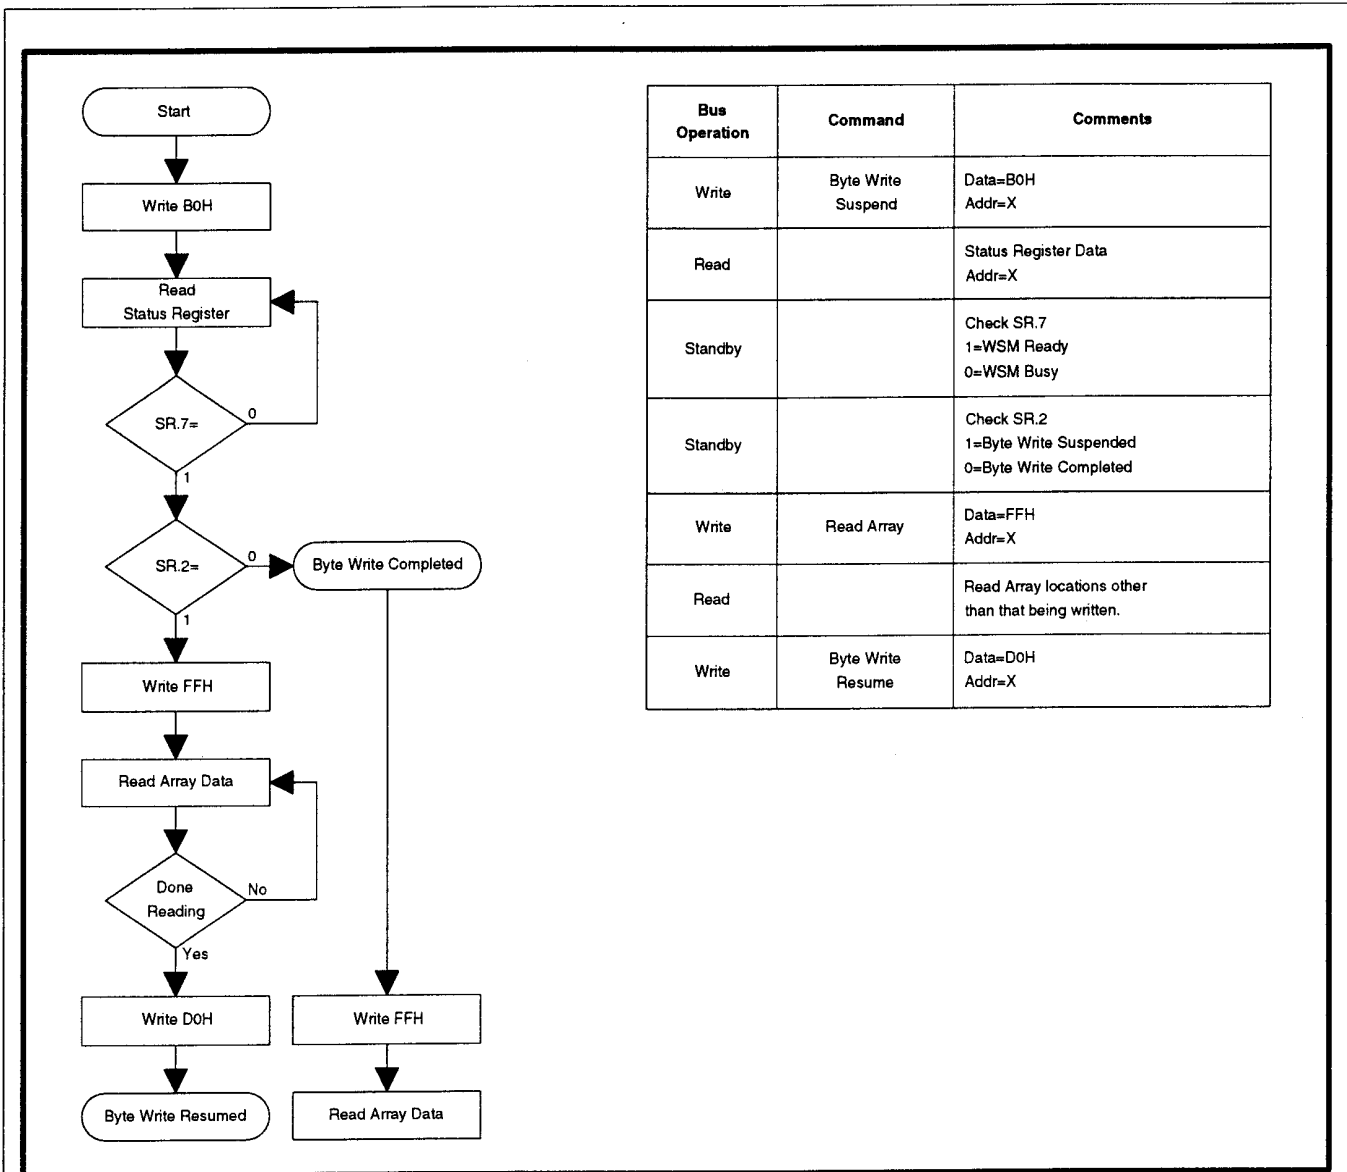 Start
Write B0H
Read
Status Register
SR.7=
0
1
SR.2=
0
Byte Write Completed
1
Write FFH
Read Array Data
Done
Reading
No
Yes
Write D0H
Write FFH
Byte Write Resumed
Read Array Data
Bus
Operation
Command
Comments
Write
Byte Write
Suspend
Data=B0H
Addr=X
Read
Status Register Data
Addr=X
Standby
Check SR.7
1=WSM Ready
0=WSM Busy
Standby
Check SR.2
1=Byte Write Suspended
0=Byte Write Completed
Write
Read Array
Data=FFH
Addr=X
Read
Read Array locations other
than that being written.
Write
Byte Write
Resume
Data=D0H
Addr=X